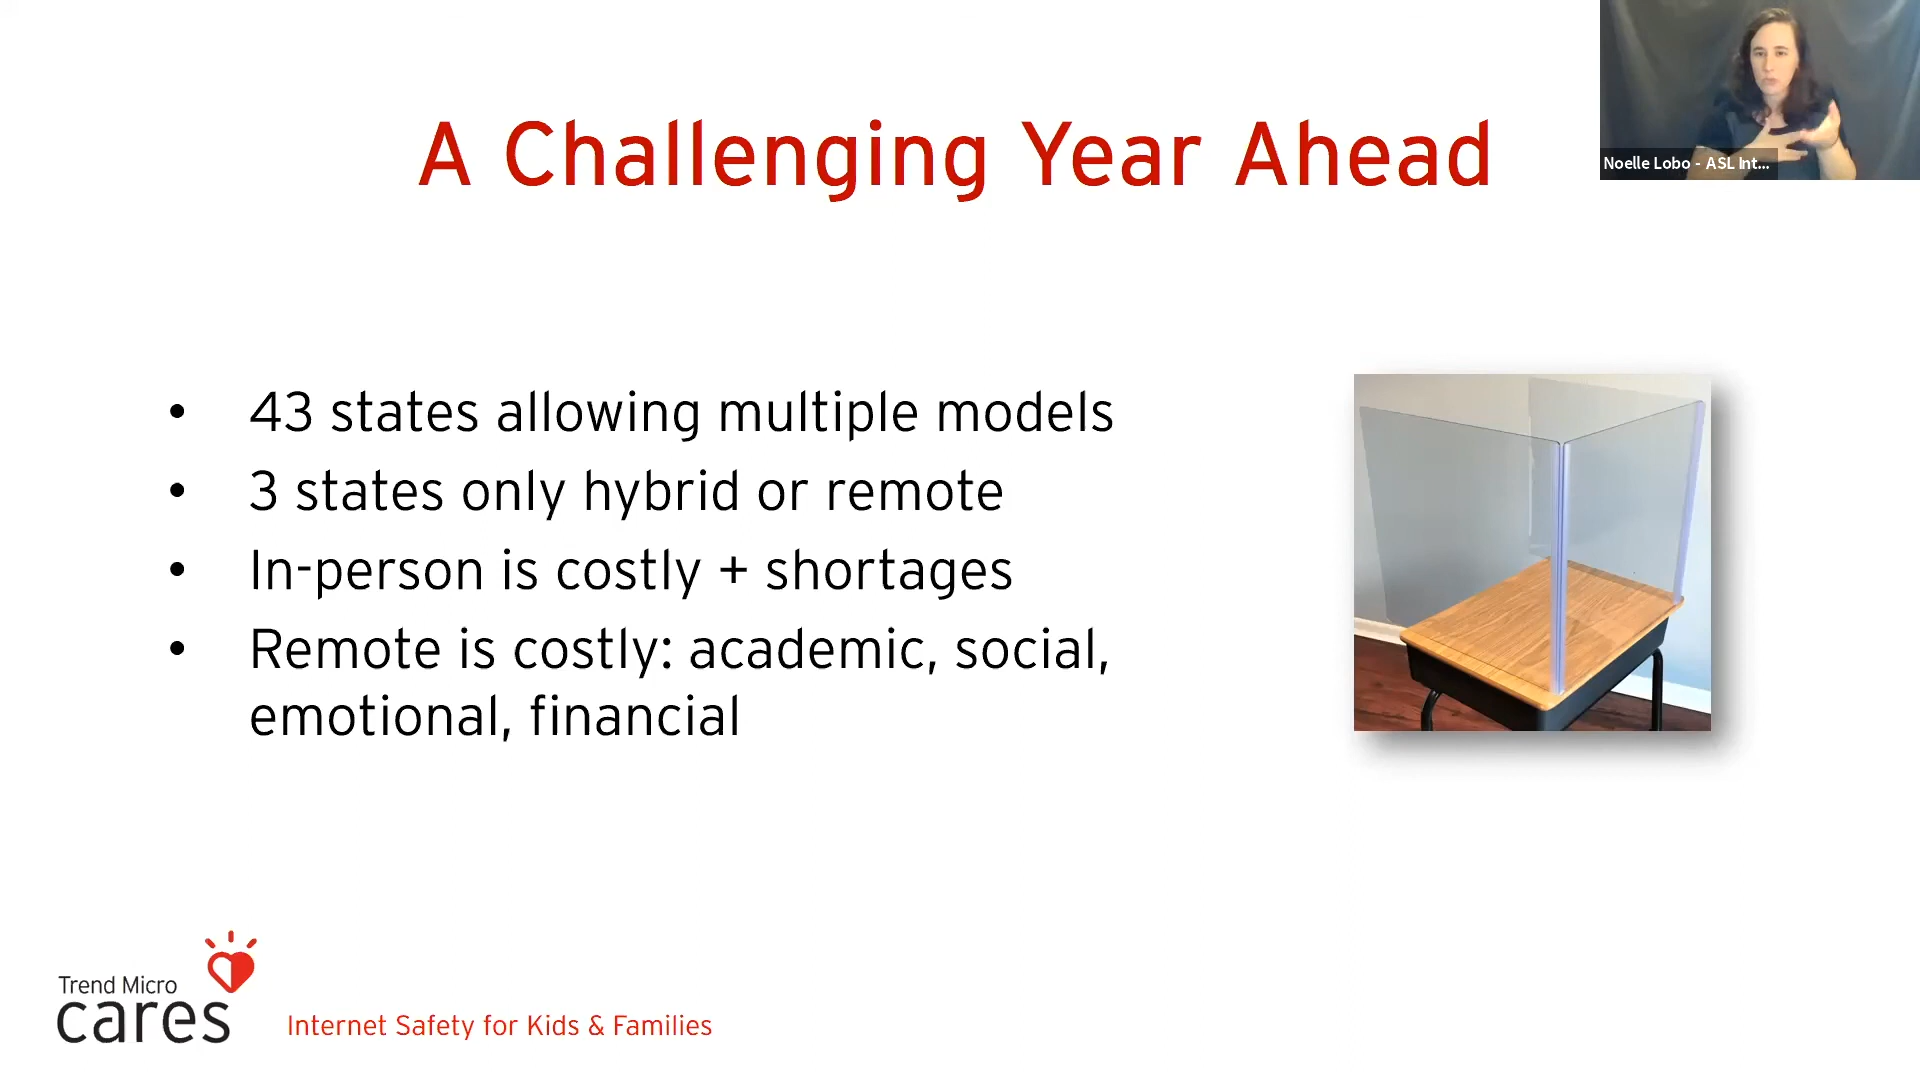 A Challenging Year Ahead
Noelle Lobo - ASL Int...
• 43 states allowing multiple models
• 3 states only hybrid or remote
• In-person is costly + shortages
• Remote is costly: academic, social,
emotional, financial
Trend Micro
cares
Internet Safety for Kids & Families